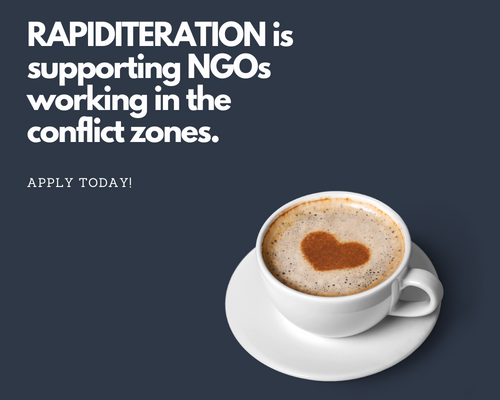 RAPIDITERATION is
supporting NGOs
working in the
conflict zones.
APPLY TODAY!